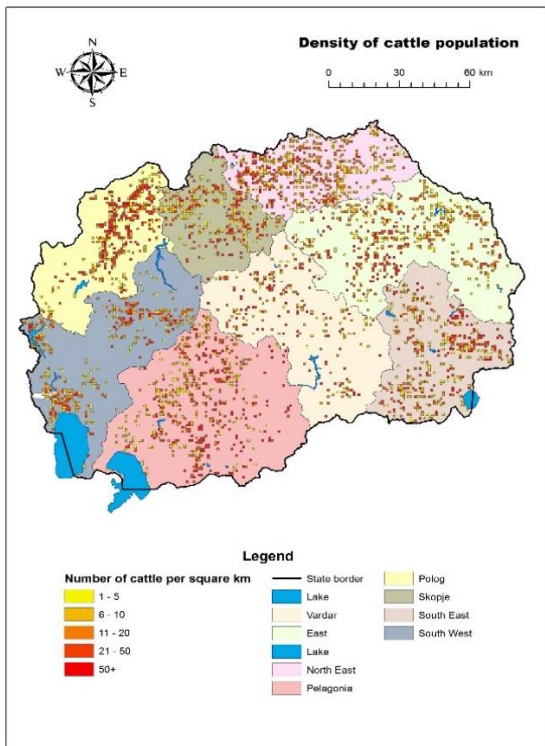 Density of cattle population
N
W E
S
0 30 60 km
Legend
Number of cattle per square km
1 - 5
6 - 10
11 - 20
21 - 50
50+
State border
Lake
Vardar
East
Lake
North East
Pelagonia
Polog
Skopje
South East
South West